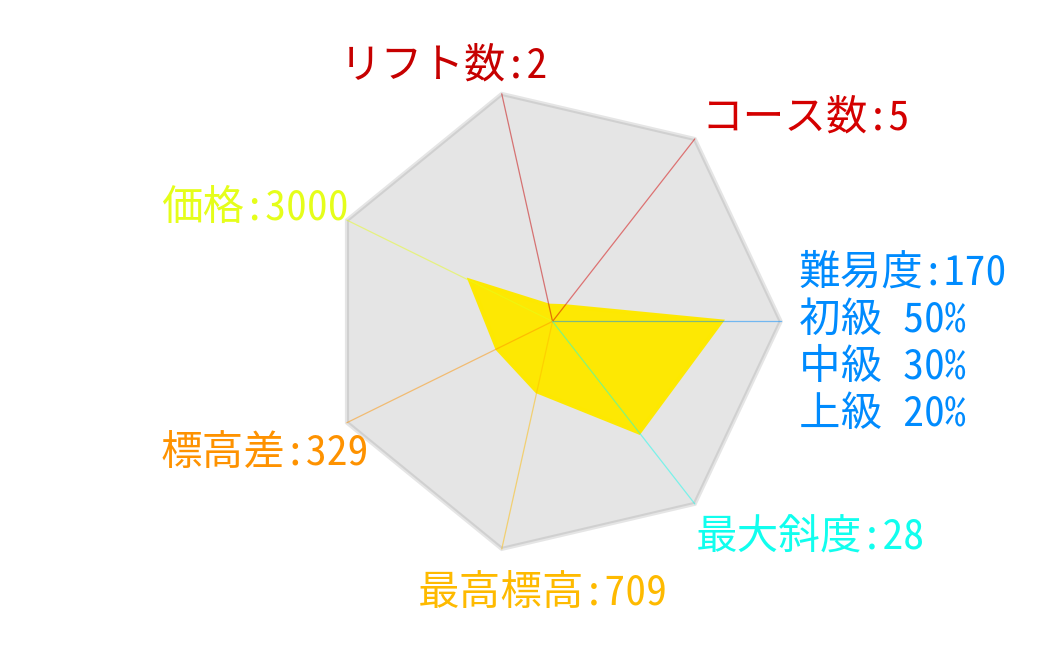 リフト数:2
コース数:5
価格:3000
難易度:170
初級 50%
中級 30%
上級 20%
標高差:329
最大斜度:28
最高標高:709